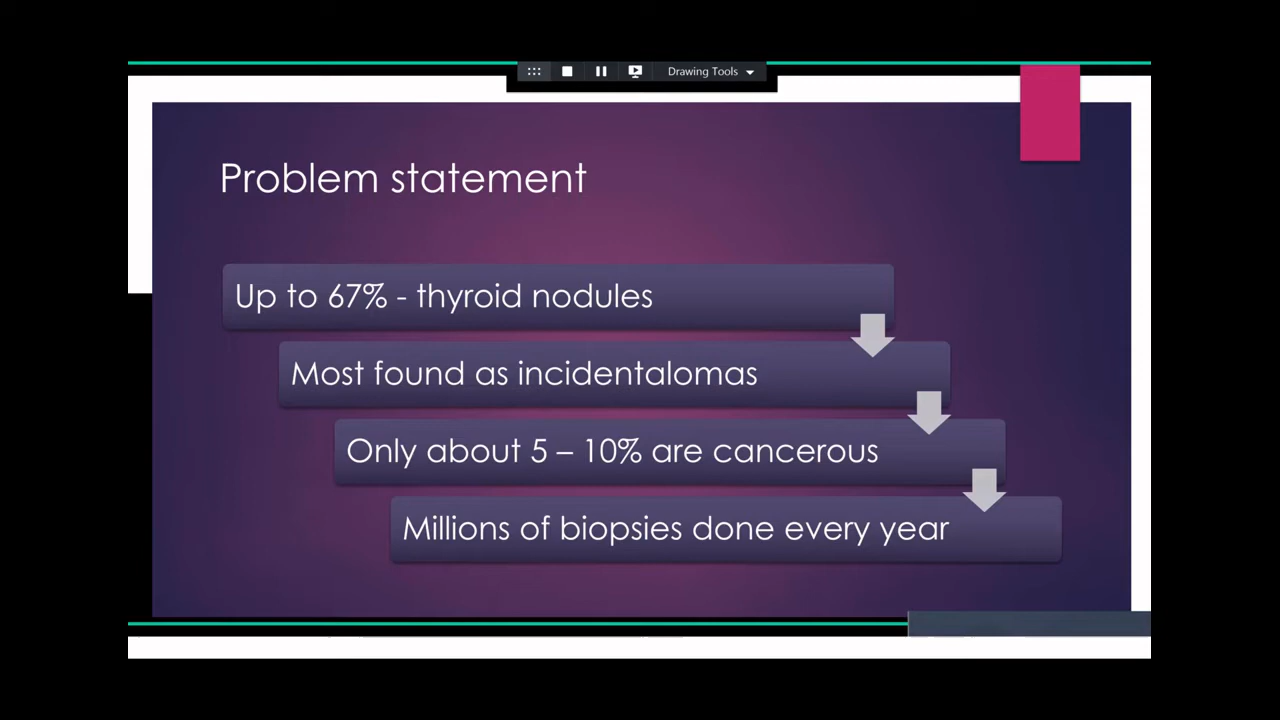 Drawing Tools
Problem statement
Up to 67% - thyroid nodules
Most found as incidentalomas
Only about 5 – 10% are cancerous
Millions of biopsies done every year